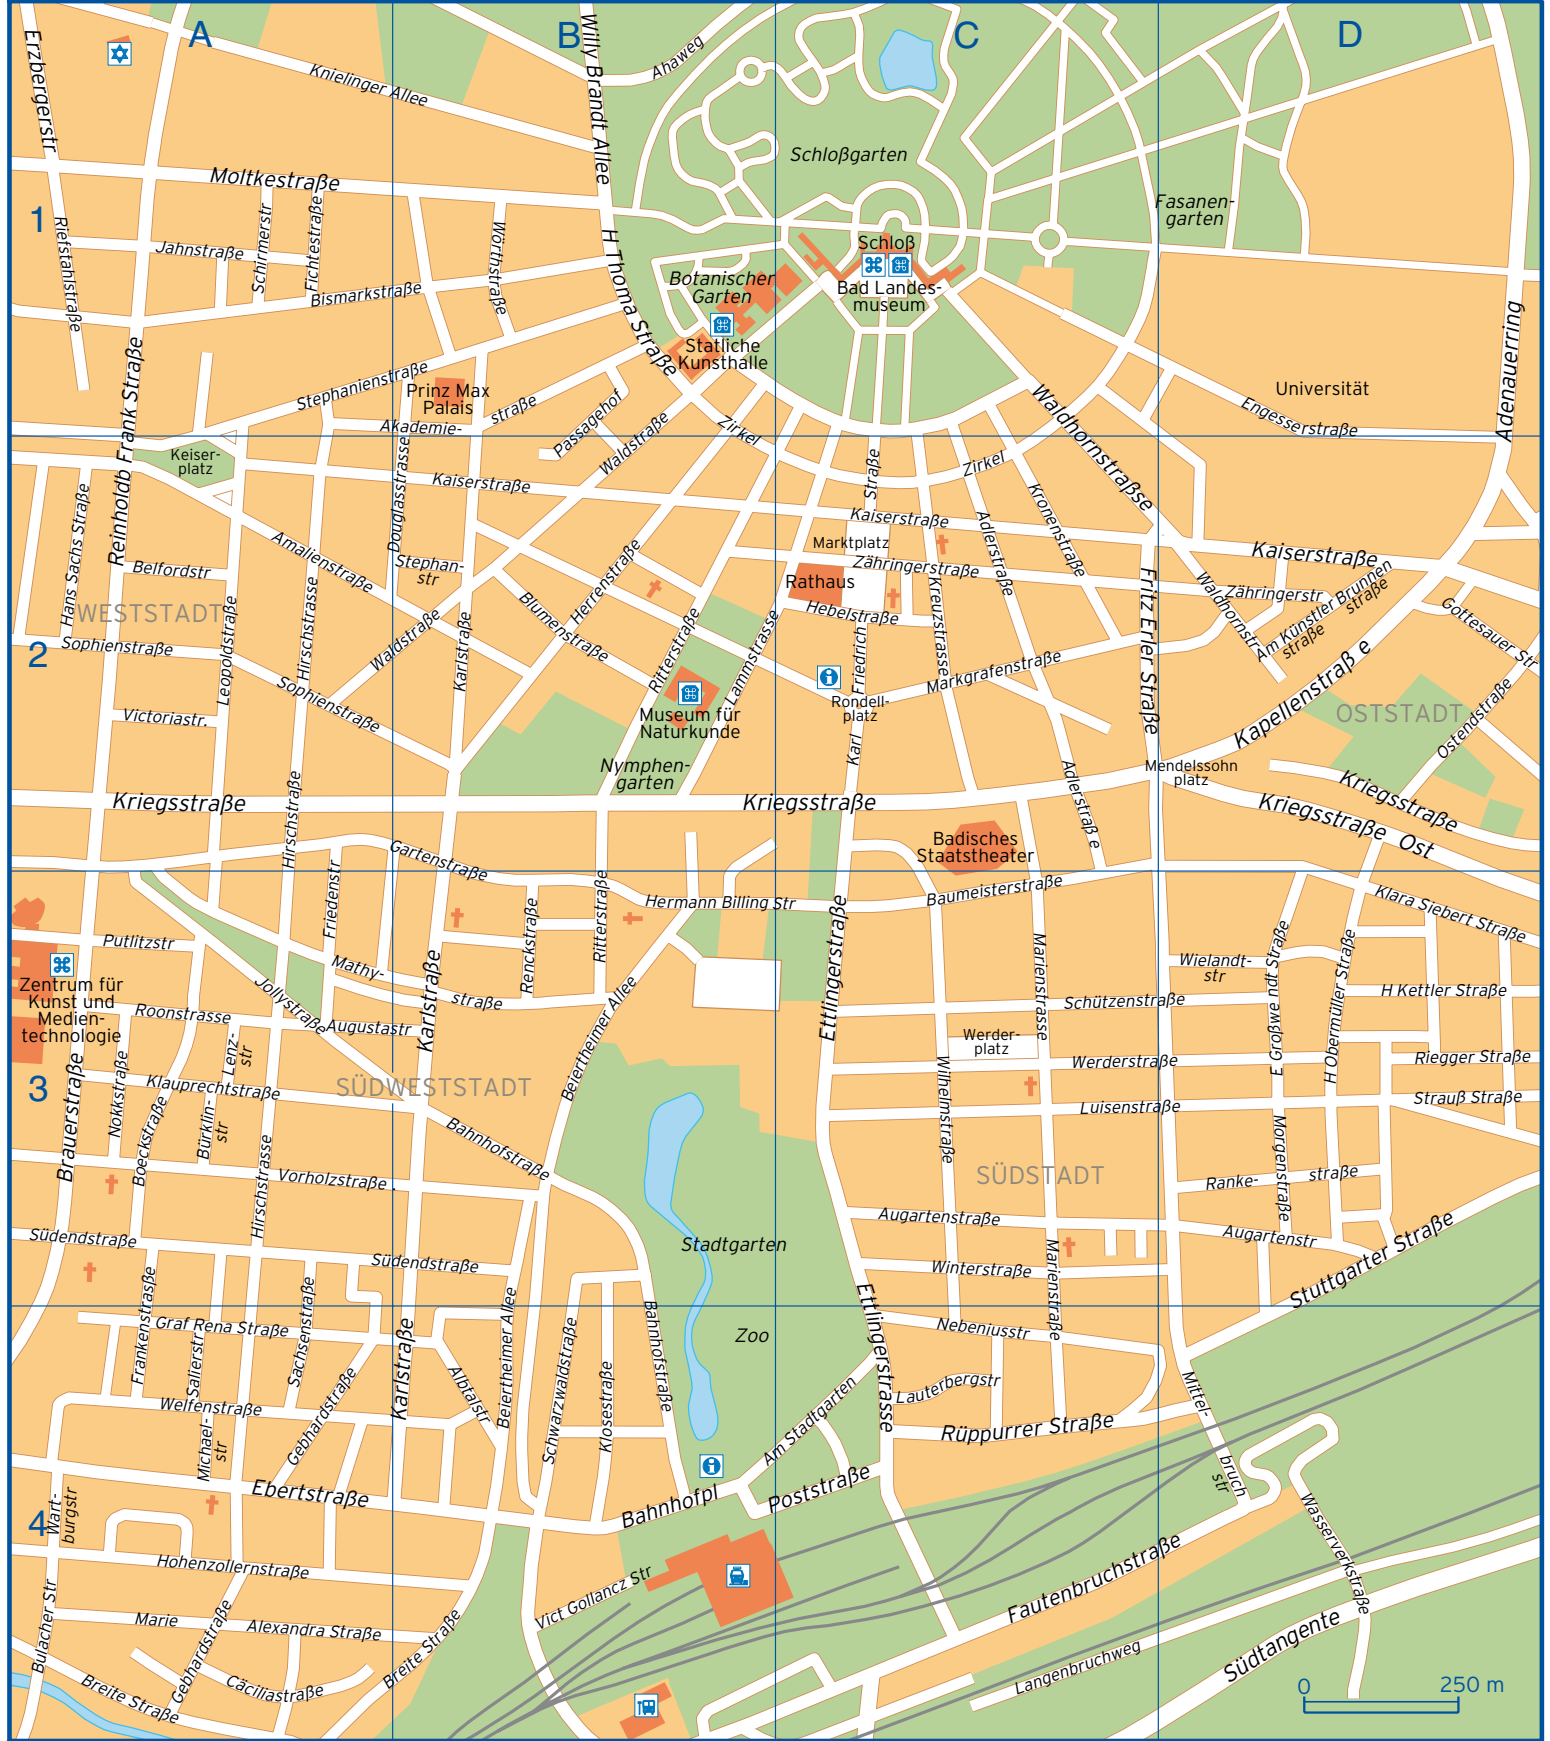 A
B
C
D
Erzbergerstr
Knielinger Allee
Willy Brandt Allee
Ahaweg
Schloßgarten
Moltkestraße
1
Riefstahlstraße
Jahnstraße
Schirmerstr
Fichtestraße
Bismarkstraße
Wörthstraße
H Thoma Straße
Botanischer
Garten
Schloß
Bad Landes-
museum
Fasanen-
garten
Statliche
Kunsthalle
Reinholdb Frank Straße
Stephanienstraße
Prinz Max
Palais
Akademie-
straße
Passagehof
Waldstraße
Zirkel
Waldhornstraßse
Universität
Engesserstraße
Adenauerring
Keiser-
platz
Kaiserstraße
Douglasstrasse
Straße
Zirkel
Kronenstraße
Adlerstraße
Kaiserstraße
Marktplatz
Zähringerstraße
Rathaus
Hebelstraße
Kreuzstrasse
Kaiserstraße
Zähringerstr
Waldhornstr
Am Künstler Brunnen
straße
straße
Gottesauer Str
Hans Sachs Straße
Amalienstraße
Belfordstr
Stephan-
str
WESTSTADT
2
Sophienstraße
Leopoldstraße
Hirschstrasse
Waldstraße
Karlstraße
Blumenstraße
Herrenstraße
Ritterstraße
Lammstrasse
Friedrich
Karl
Rondell-
platz
Markgrafenstraße
Fritz Erler Straße
Kapellenstraß e
OSTSTADT
Ostendstraße
Sophienstraße
Victoriastr.
Museum für
Naturkunde
Nymphen-
garten
Mendelssohn
platz
Kriegsstraße
Kriegsstraße
Kriegsstraße
Kriegsstraße Ost
Hirschstraße
Adlerstraß e
Badisches
Staatstheater
Gartenstraße
Friedenstr
Hermann Billing Str
Baumeisterstraße
Klara Siebert Straße
Renckstraße
Ritterstraße
Ettlingerstraße
Putlitzstr
Mathy-
straße
Zentrum für
Kunst und
Medien-
technologie
Jollystraße
Karlstraße
Beiertheimer Allee
Marienstrasse
Wielandt-
str
E Großwe ndt Straße
H Obermüller Straße
H Kettler Straße
Schützenstraße
Roonstrasse
Augustastr
Lenz-
str
Werder-
platz
Werderstraße
Riegger Straße
3
Brauerstraße
Nokkstraße
Klauprechtstraße
SÜDWESTSTADT
Wilhelmstraße
Luisenstraße
Strauß Straße
Boeckstraße
Bürklin-
str
Bahnhofstraße
Morgenstraße
Hirschstrasse
Vorholzstraße .
SÜDSTADT
Ranke-
straße
Augartenstraße
Augartenstr
Südendstraße
Südendstraße
Stadtgarten
Winterstraße
Marienstraße
Stuttgarter Straße
Frankenstraße
Sachsenstraße
Beiertheimer Allee
Bahnhofstraße
Ettlingerstrasse
Graf Rena Straße
Salierstr
Karlstraße
Schwarzwaldstraße
Zoo
Nebeniusstr
Klosestraße
Albtalstr
Gebhardstraße
Lauterbergstr
Mittel-
bruch
str
Welfenstraße
Michael-
str
Am Stadtgarten
Rüppurrer Straße
4
Wart-
burgstr
Ebertstraße
Bahnhofpl
Poststraße
Wasserverkstraße
Hohenzollernstraße
Vict Gollancz Str
Fautenbruchstraße
Bulacher Str
Marie
Alexandra Straße
Gebhardstraße
Breite Straße
Cäciliastraße
Breite Straße
Langenbruchweg
Südtangente
0
250 m